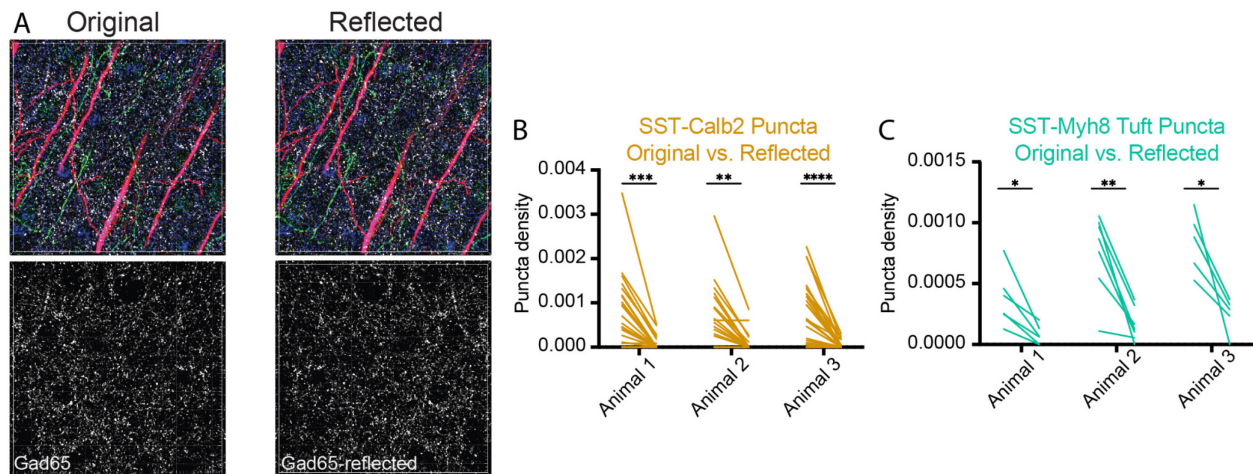 A
Original
Reflected
Gad65
Gad65-reflected
B
SST-Calb2 Puncta
Original vs. Reflected
Puncta density
0.004
0.003
0.002
0.001
0.000
***
**
****
Animal 1
Animal 2
Animal 3
C
SST-Myh8 Tuft Puncta
Original vs. Reflected
Puncta density
0.0015
0.0010
0.0005
0.0000
*
**
*
Animal 1
Animal 2
Animal 3